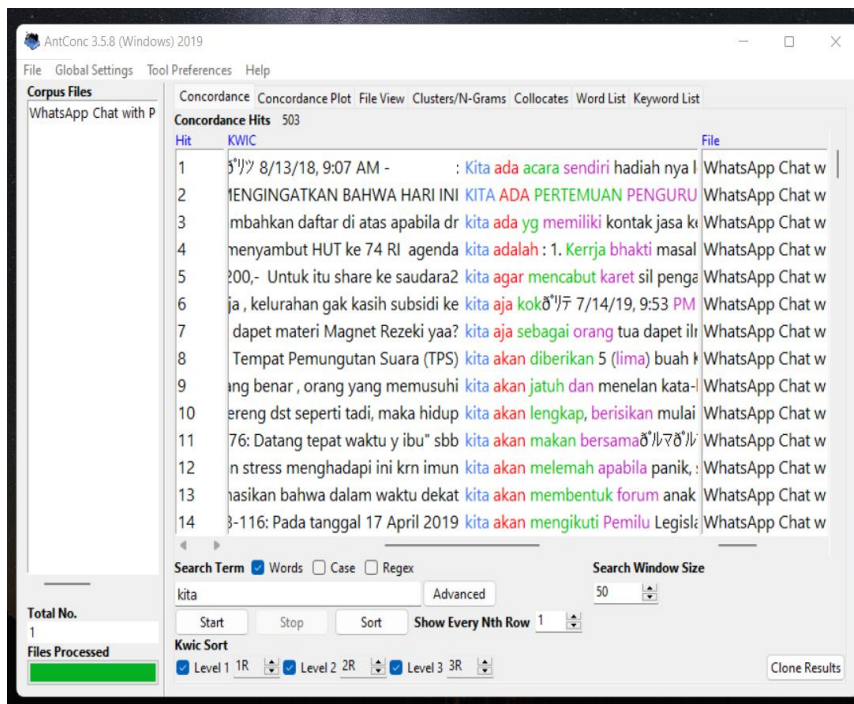 AntConc 3.5.8 (Windows) 2019
File Global Settings Tool Preferences Help
Corpus Files
WhatsApp Chat with P
Concordance Concordance Plot File View Clusters/N-Grams Collocates Word List Keyword List
Concordance Hits 503
Hit KWIC File
1 8/13/18, 9:07 AM - : Kita ada acara sendiri hadiah nya WhatsApp Chat w
2 MENGINGATKAN BAHWA HARI INI KITA ADA PERTEMUAN PENGURU WhatsApp Chat w
3 mbahkan daftar di atas apabila dr kita ada yg memiliki kontak jasa WhatsApp Chat w
4 menyambut HUT ke 74 RI agenda kita adalah : 1. Kerrja bhakti masal WhatsApp Chat w
5 200,- Untuk itu share ke saudara2 kita agar mencabut karet sil penga WhatsApp Chat w
6 ja , kelurahan gak kasih subsidi ke kita aja kok 7/14/19, 9:53 PM WhatsApp Chat w
7 dapet materi Magnet Rezeki yaa? kita aja sebagai orang tua dapet WhatsApp Chat w
8 Tempat Pemungutan Suara (TPS) kita akan diberikan 5 (lima) buah WhatsApp Chat w
9 ang benar , orang yang memusuhi kita akan jatuh dan menelan kata- WhatsApp Chat w
10 ereng dst seperti tadi, maka hidup kita akan lengkap, berisikan mulai WhatsApp Chat w
11 76: Datang tepat waktu y ibu" sbb kita akan makan bersama WhatsApp Chat w
12 n stress menghadapi ini krn imun kita akan melemah apabila panik, WhatsApp Chat w
13 nasikan bahwa dalam waktu dekat kita akan membentuk forum anak WhatsApp Chat w
14 3-116: Pada tanggal 17 April 2019 kita akan mengikuti Pemilu Legisla WhatsApp Chat w
Search Term Words Case Regex Search Window Size
kita Advanced 50
Total No.
1
Start Stop Sort Show Every Nth Row 1
Files Processed
Kwic Sort
Level 1 1R Level 2 2R Level 3 3R Clone Results